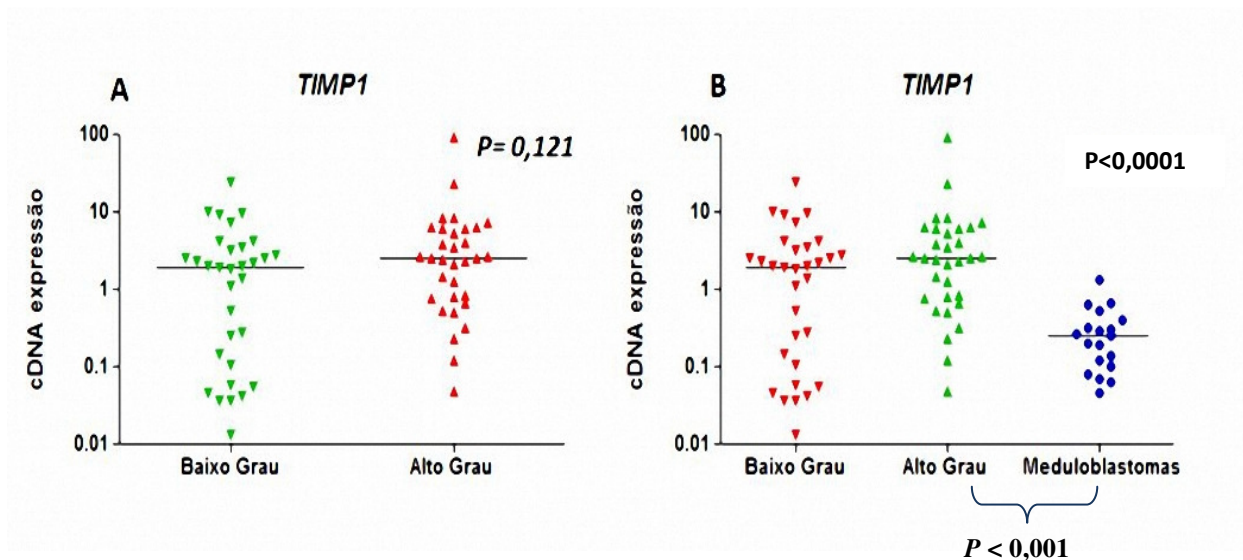 A
TIMP1
P= 0,121
cDNA expresssão
100
10
1
0.1
0.01
Baixo Grau Alto Grau
B
TIMP1
P<0,0001
cDNA expressão
100
10
1
0.1
0.01
Baixo Grau Alto Grau Meduloblastomas
P < 0,001